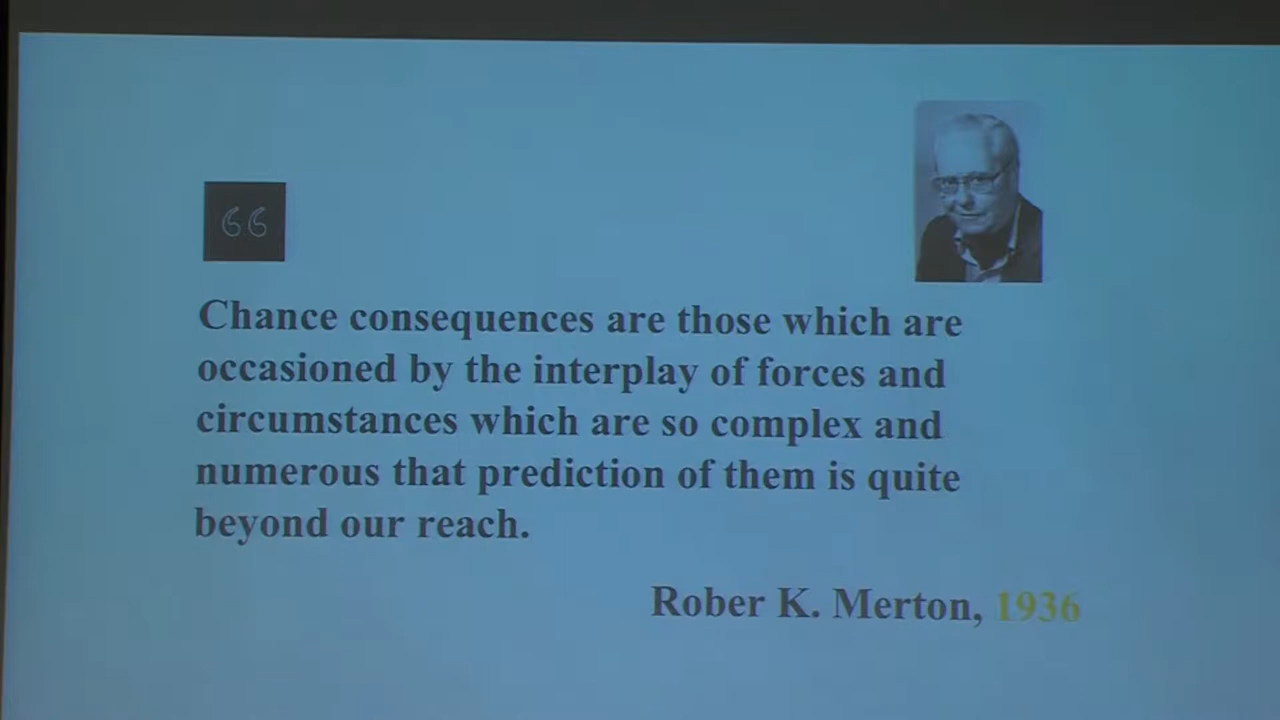 “
Chance consequences are those which are
occasioned by the interplay of forces and
circumstances which are so complex and
numerous that prediction of them is quite
beyond our reach.
Rober K. Merton, 1936